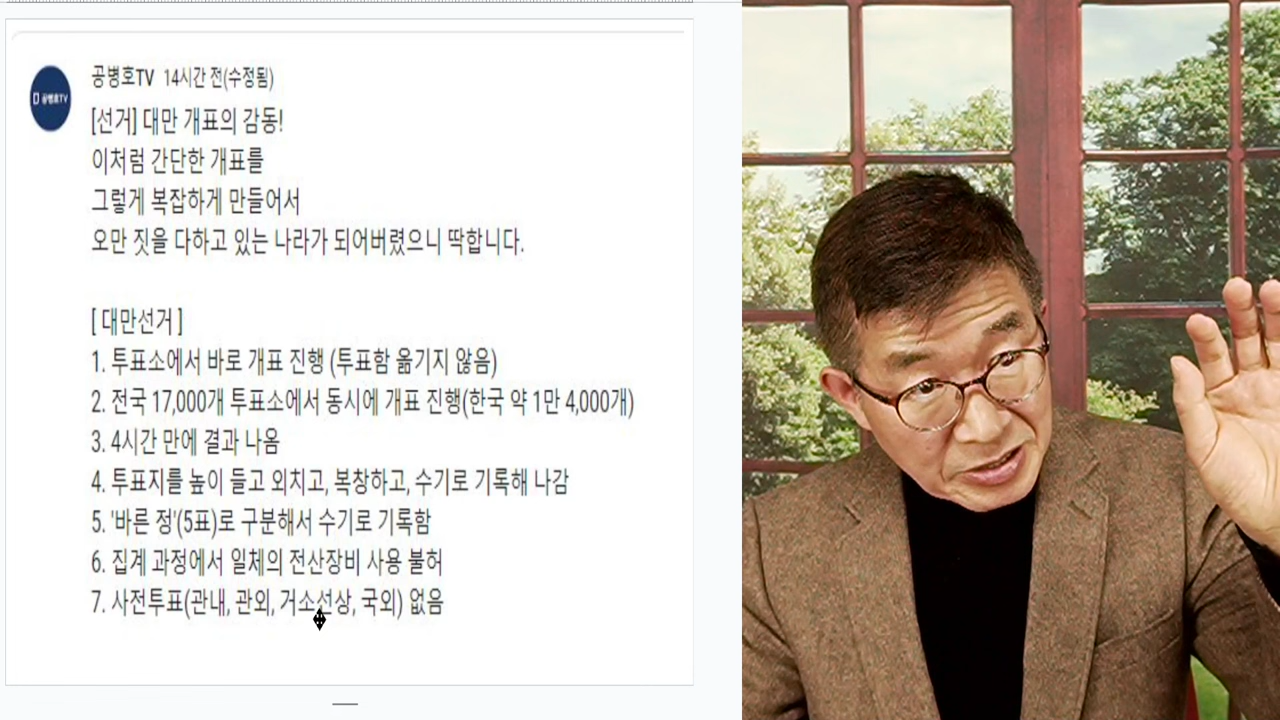 공병호TV 14시간 전(수정됨)
공병호TV
[선거] 대만 개표의 감동!
이처럼 간단한 개표를
그렇게 복잡하게 만들어서
오만 짓을 다하고 있는 나라가 되어버렸으니 딱합니다.
[ 대만선거 ]
1. 투표소에서 바로 개표 진행 (투표함 옮기지 않음)
2. 전국 17,000개 투표소에서 동시에 개표 진행(한국 약 1만 4,000개)
3. 4시간 만에 결과 나옴
4. 투표지를 높이 들고 외치고, 복창하고, 수기로 기록해 나감
5. '바른 정'(5표)로 구분해서 수기로 기록함
6. 집계 과정에서 일체의 전산장비 사용 불허
7. 사전투표(관내, 관외, 거소선상, 국외) 없음